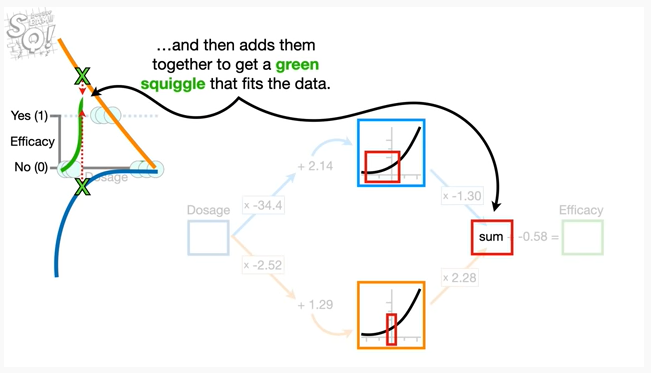 SQ!
…and then adds them
together to get a green
squiggle that fits the data.
Yes (1)
Efficacy
No (0)
Dosage
+ 2.14
x -34.4
x -1.30
Dosage
Efficacy
sum
-0.58 =
x -2.52
x 2.28
+ 1.29